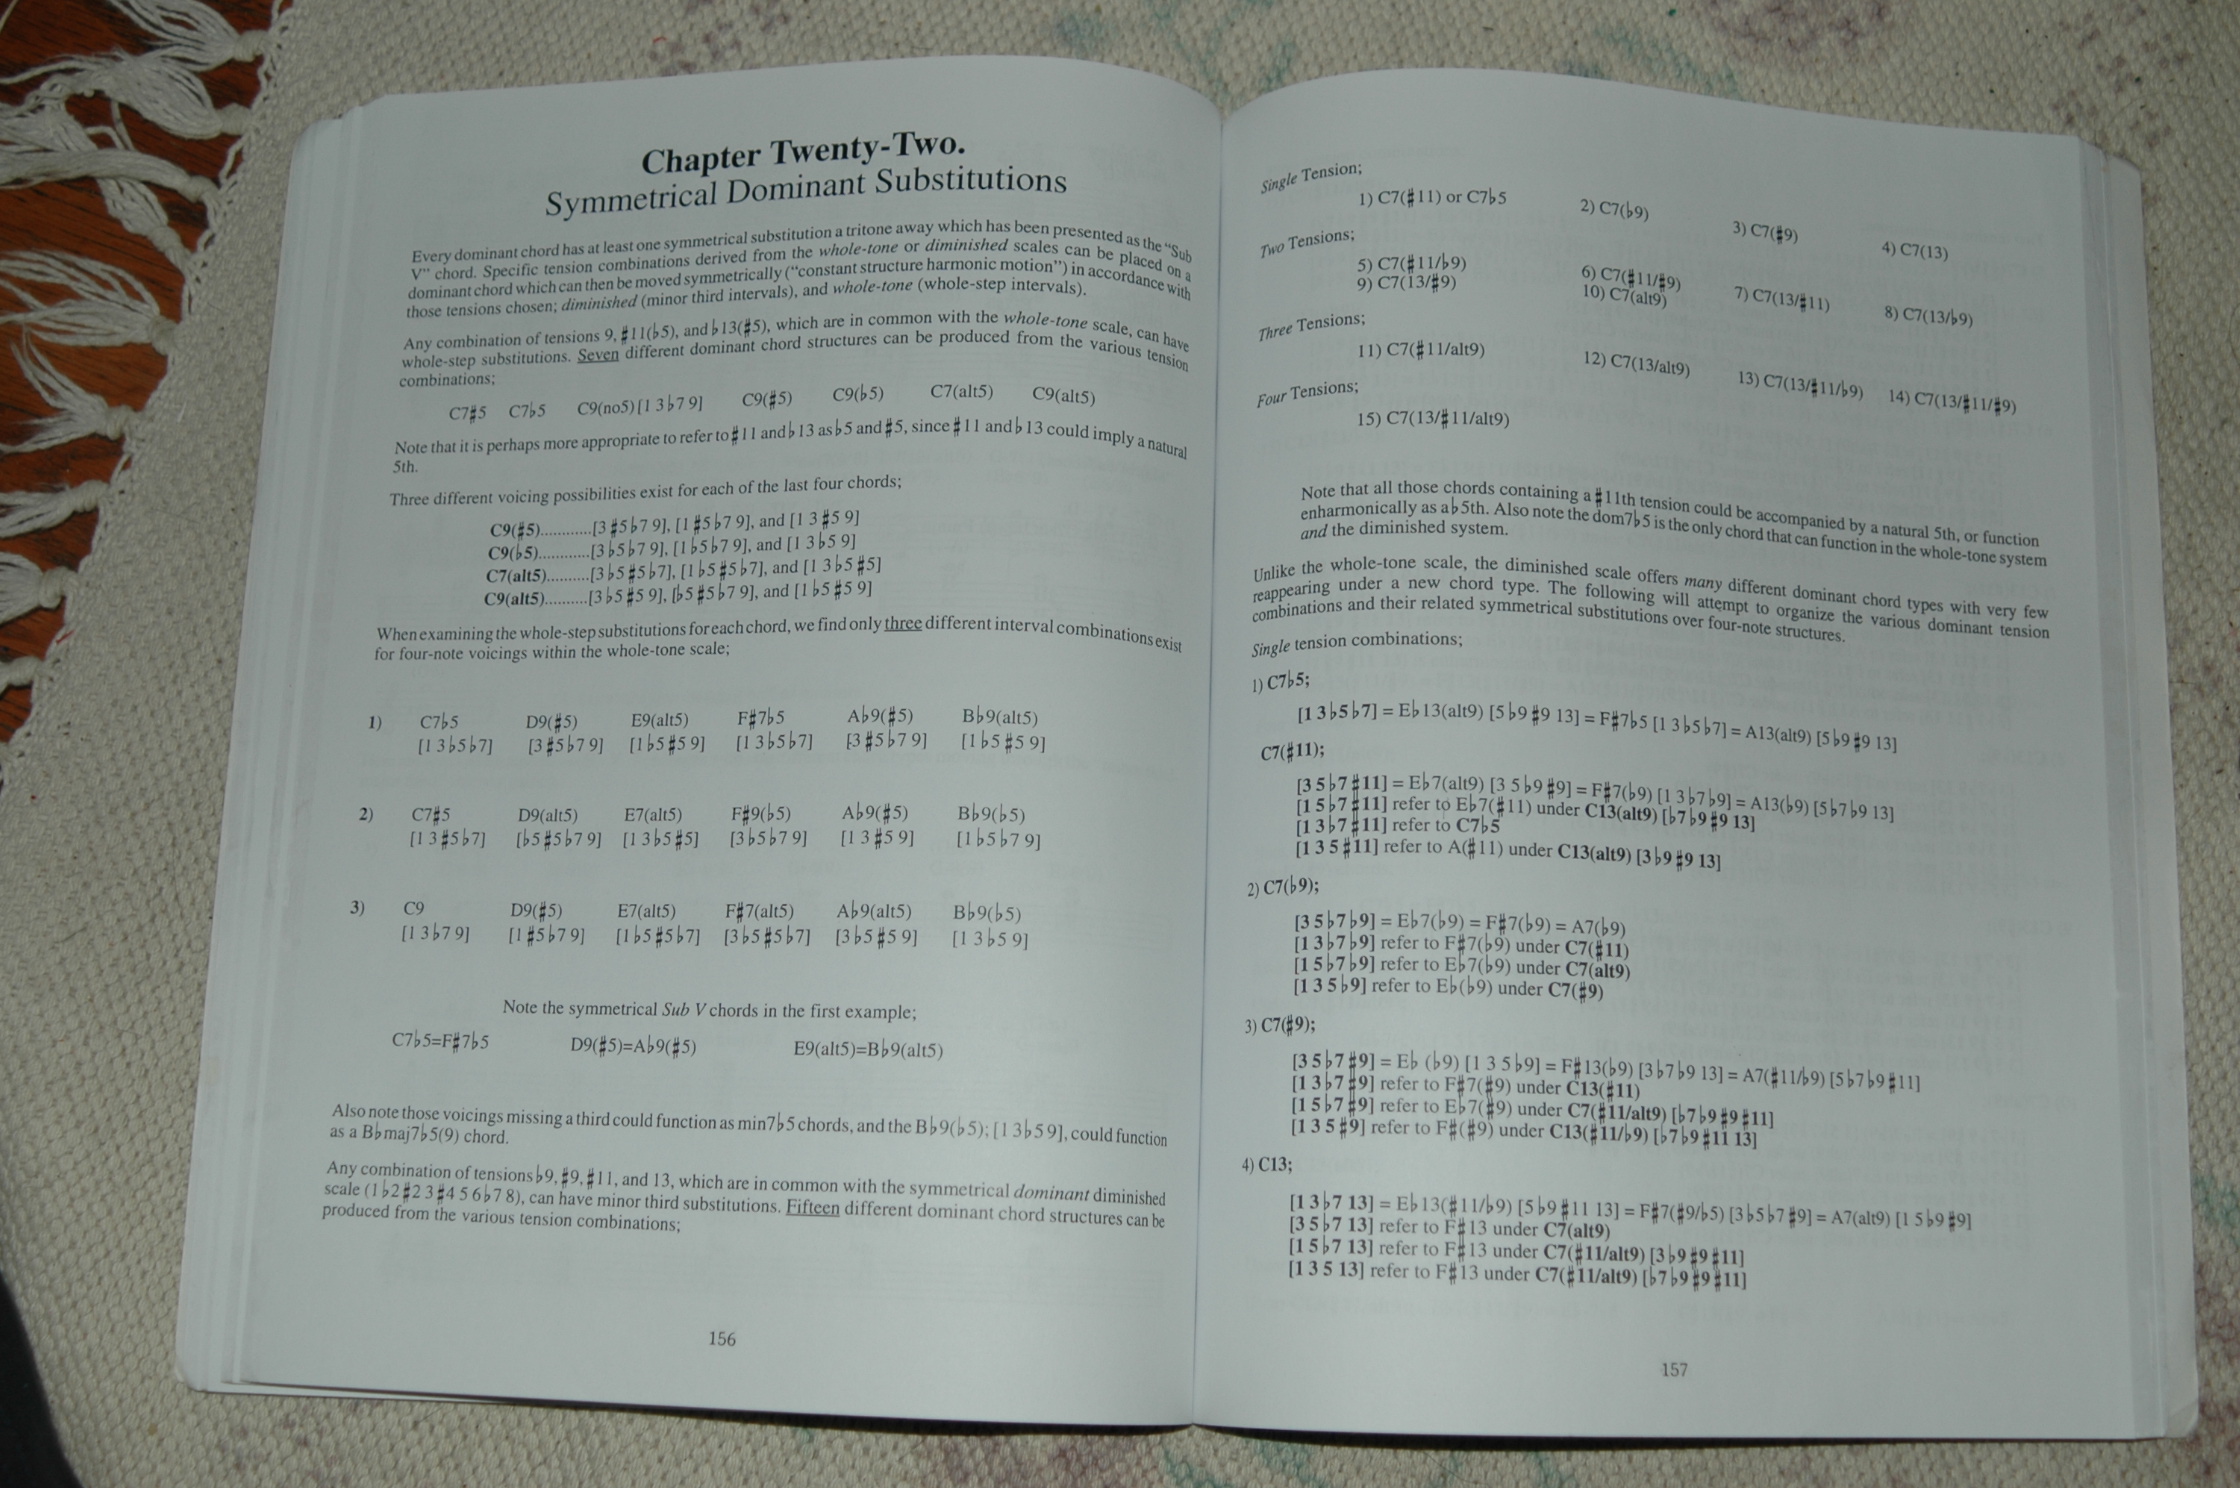 Chapter Twenty-Two.
Symmetrical Dominant Substitutions
Every dominant chord has at least one symmetrical substitution a tritone away which has been presented as the “Sub
V” chord. Specific tension combinations derived from the whole-tone or diminished scales can be placed on a
dominant chord which can then be moved symmetrically (“constant structure harmonic motion”) in accordance with
those tensions chosen; diminished (minor third intervals), and whole-tone (whole-step intervals).
Any combination of tensions 9, ♯11(♭5), and ♭13(♯5), which are in common with the whole-tone scale, can have
whole-step substitutions. Seven different dominant chord structures can be produced from the various tension
combinations;
C7♯5 C7♭5 C9(no5) [1 3 ♭7 9] C9(♯5) C9(♭5) C7(alt5) C9(alt5)
Note that it is perhaps more appropriate to refer to ♯11 and ♭13 as ♭5 and ♯5, since ♯11 and ♭13 could imply a natural
5th.
Three different voicing possibilities exist for each of the last four chords;
C9(♯5)............[3 ♯5 ♭7 9], [1 ♯5 ♭7 9], and [1 3 ♯5 9]
C9(♭5)............[3 ♭5 ♭7 9], [1 ♭5 ♭7 9], and [1 3 ♭5 9]
C7(alt5)..........[3 ♭5 ♯5 ♭7], [1 ♭5 ♯5 ♭7], and [1 3 ♭5 ♯5]
C9(alt5)..........[3 ♭5 ♯5 9], [♭5 ♯5 ♭7 9], and [1 ♭5 ♯5 9]
When examining the whole-step substitutions for each chord, we find only three different interval combinations exist
for four-note voicings within the whole-tone scale;
1) C7♭5 D9(♯5) E9(alt5) F♯7♭5 A♭9(♯5) B♭9(alt5)
[1 3 ♭5 ♭7] [3 ♯5 ♭7 9] [1 ♭5 ♯5 9] [1 3 ♭5 ♭7] [3 ♯5 ♭7 9] [1 ♭5 ♯5 9]
2) C7♯5 D9(alt5) E7(alt5) F♯9(♭5) A♭9(♯5) B♭9(♭5)
[1 3 ♯5 ♭7] [♭5 ♯5 ♭7 9] [1 3 ♭5 ♯5] [3 ♭5 ♭7 9] [1 3 ♯5 9] [1 ♭5 ♭7 9]
3) C9 D9(♯5) E7(alt5) F♯7(alt5) A♭9(alt5) B♭9(♭5)
[1 3 ♭7 9] [1 ♯5 ♭7 9] [1 ♭5 ♯5 ♭7] [3 ♭5 ♯5 ♭7] [3 ♭5 ♯5 9] [1 3 ♭5 9]
Note the symmetrical Sub V chords in the first example;
C7♭5=F♯7♭5 D9(♯5)=A♭9(♯5) E9(alt5)=B♭9(alt5)
Also note those voicings missing a third could function as min7♭5 chords, and the B♭9(♭5); [1 3 ♭5 9], could function
as a B♭maj7♭5(9) chord.
Any combination of tensions ♭9, ♯9, ♯11, and 13, which are in common with the symmetrical dominant diminished
scale (1 ♭2 ♯2 3 ♯4 5 6 ♭7 8), can have minor third substitutions. Fifteen different dominant chord structures can be
produced from the various tension combinations;
156
Single Tension;
1) C7(♯11) or C7♭5 2) C7(♭9) 3) C7(♯9) 4) C7(13)
Two Tensions;
5) C7(♯11/♭9) 6) C7(♯11/♯9) 7) C7(13/♯11) 8) C7(13/♭9)
9) C7(13/♯9) 10) C7(alt9)
Three Tensions;
11) C7(♯11/alt9) 12) C7(13/alt9) 13) C7(13/♯11/♭9) 14) C7(13/♯11/♯9)
Four Tensions;
15) C7(13/♯11/alt9)
Note that all those chords containing a ♯11th tension could be accompanied by a natural 5th, or function
enharmonically as a ♭5th. Also note the dom7♭5 is the only chord that can function in the whole-tone system
and the diminished system.
Unlike the whole-tone scale, the diminished scale offers many different dominant chord types with very few
reappearing under a new chord type. The following will attempt to organize the various dominant tension
combinations and their related symmetrical substitutions over four-note structures.
Single tension combinations;
1) C7♭5;
[1 3 ♭5 ♭7] = E♭13(alt9) [5 ♭9 ♯9 13] = F♯7♭5 [1 3 ♭5 ♭7] = A13(alt9) [5 ♭9 ♯9 13]
C7(♯11);
[3 5 ♭7 ♯11] = E♭7(alt9) [3 5 ♭9 ♯9] = F♯7(♭9) [1 3 ♭7 ♭9] = A13(♭9) [5 ♭7 ♭9 13]
[1 5 ♭7 ♯11] refer to E♭7(♯11) under C13(alt9) [♭7 ♭9 ♯9 13]
[1 3 ♭7 ♯11] refer to C7♭5
[1 3 5 ♯11] refer to A(♯11) under C13(alt9) [3 ♭9 ♯9 13]
2) C7(♭9);
[3 5 ♭7 ♭9] = E♭7(♭9) = F♯7(♭9) = A7(♭9)
[1 3 ♭7 ♭9] refer to F♯7(♭9) under C7(♯11)
[1 5 ♭7 ♭9] refer to E♭7(♭9) under C7(alt9)
[1 3 5 ♭9] refer to E♭(♭9) under C7(♯9)
3) C7(♯9);
[3 5 ♭7 ♯9] = E♭ (♭9) [1 3 5 ♭9] = F♯13(♭9) [3 ♭7 ♭9 13] = A7(♯11/♭9) [5 ♭7 ♭9 ♯11]
[1 3 ♭7 ♯9] refer to F♯7(♯9) under C13(♯11)
[1 5 ♭7 ♯9] refer to E♭7(♯9) under C7(♯11/alt9) [♭7 ♭9 ♯9 ♯11]
[1 3 5 ♯9] refer to F♯(♯9) under C13(♯11/♭9) [♭7 ♭9 ♯11 13]
4) C13;
[1 3 ♭7 13] = E♭13(♯11/♭9) [5 ♭9 ♯11 13] = F♯7(♯9/♭5) [3 ♭5 ♭7 ♯9] = A7(alt9) [1 5 ♭9 ♯9]
[3 5 ♭7 13] refer to F♯13 under C7(alt9)
[1 5 ♭7 13] refer to F♯13 under C7(♯11/alt9) [3 ♭9 ♯9 ♯11]
[1 3 5 13] refer to F♯13 under C7(♯11/alt9) [♭7 ♭9 ♯9 ♯11]
157